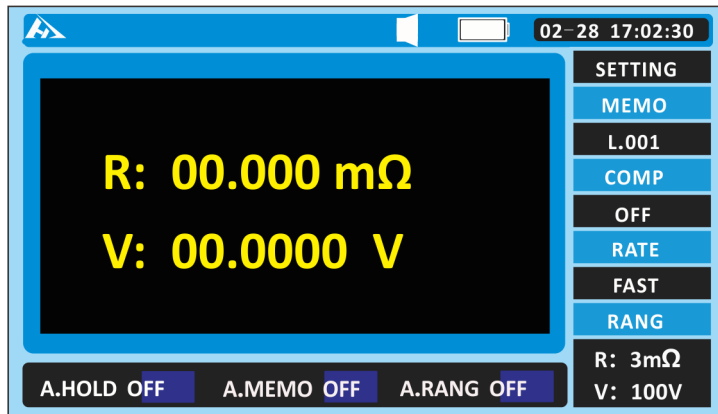 02-28 17:02:30
SETTING
MEMO
L.001
COMP
OFF
RATE
FAST
RANG
R: 3mΩ
V: 100V
R: 00.000 mΩ
V: 00.0000 V
A.HOLD OFF A.MEMO OFF A.RANG OFF